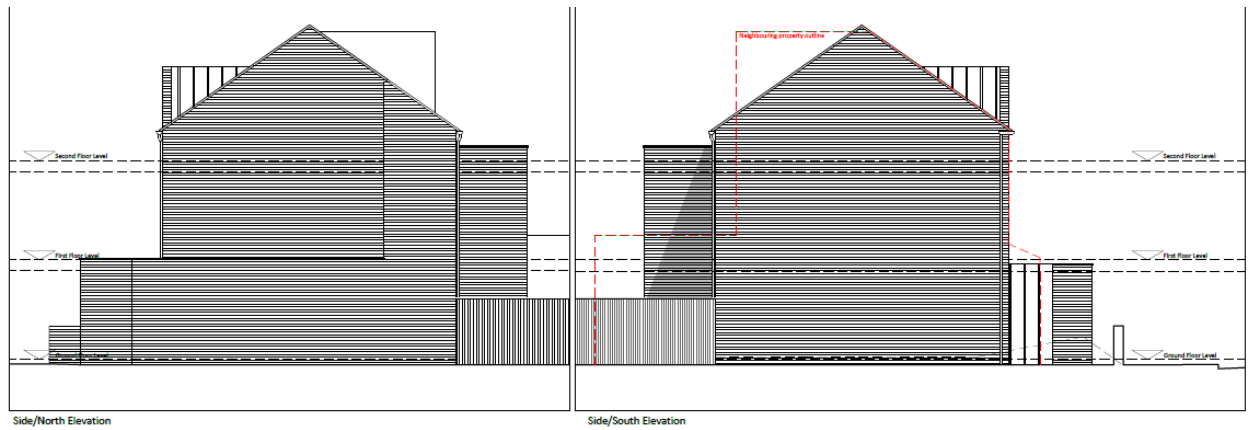 Neighbouring property outline
Second Floor Level
Second Floor Level
First Floor Level
First Floor Level
Ground Floor Level
Ground Floor Level
Side/North Elevation
Side/South Elevation